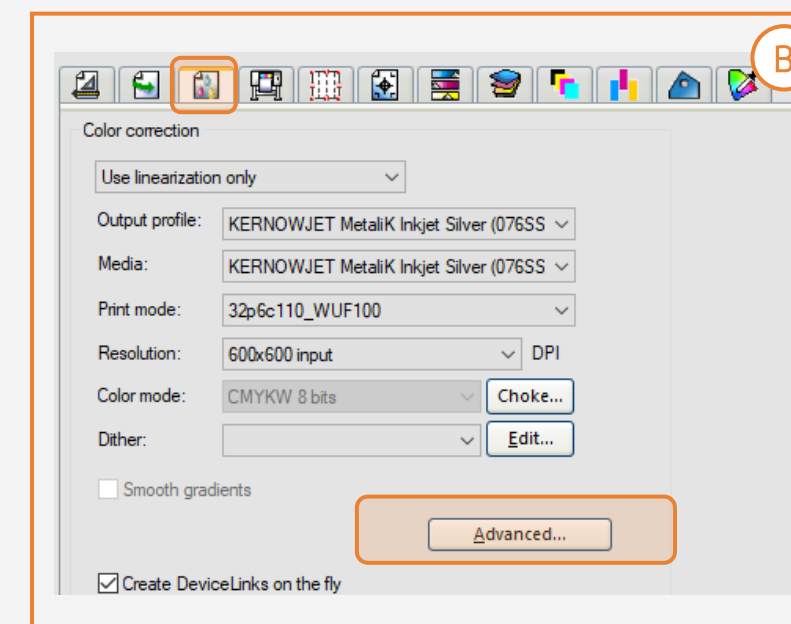 B
Color correction
Use linearization only
Output profile: KERNOWJET MetaliK Inkjet Silver (076SS
Media: KERNOWJET MetaliK Inkjet Silver (076SS
Print mode: 32p6c110_WUF100
Resolution: 600x600 input DPI
Color mode: CMYKW 8 bits Choke...
Dither: Edit...
Smooth gradients
Advanced...
Create DeviceLinks on the fly